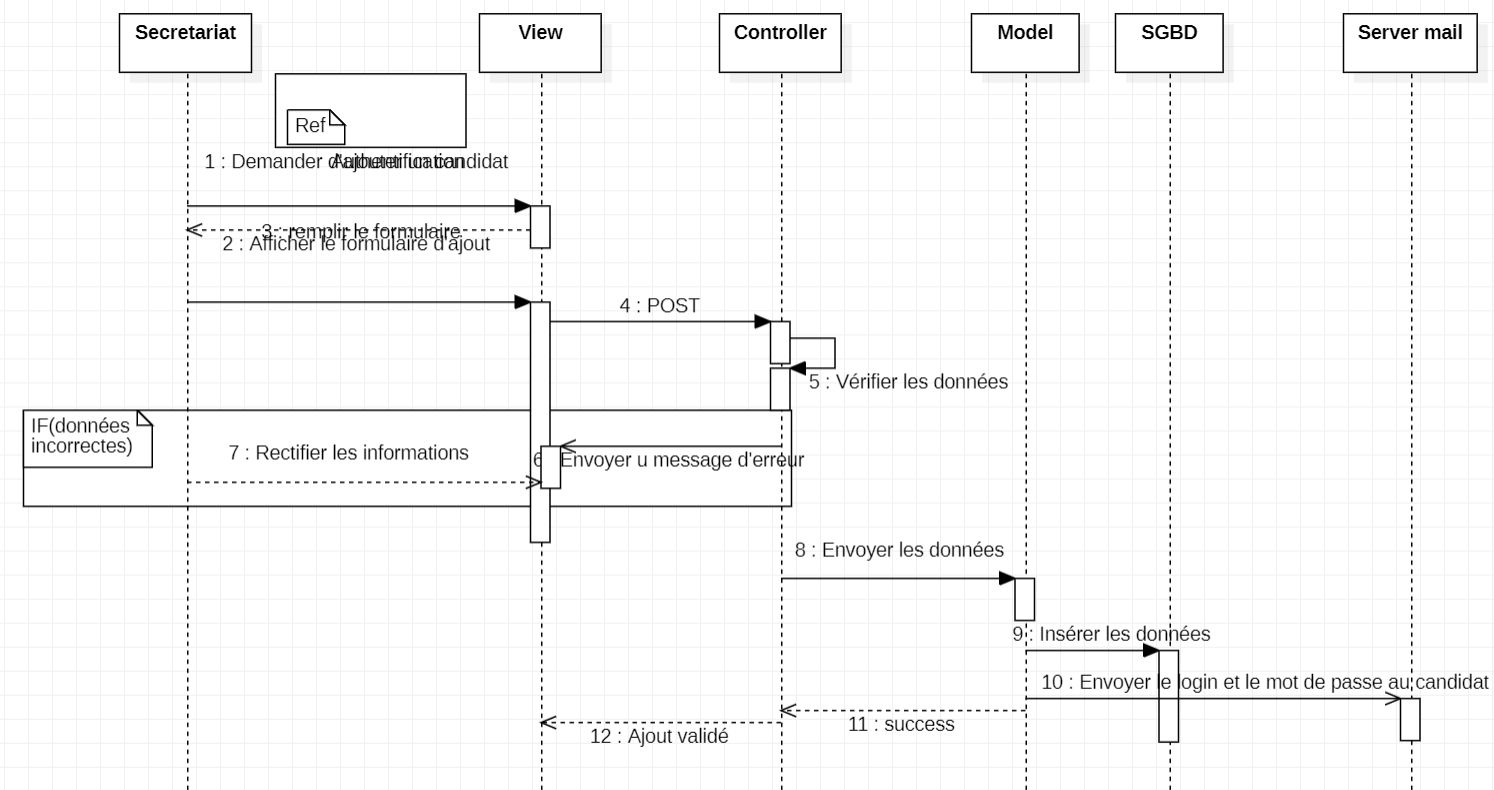 Secretariat
View
Controller
Model
SGBD
Server mail
Ref
1 : Demander d'ajouter un candidat
Authentification
3 : remplir le formulaire
2 : Afficher le formulaire d'ajout
4 : POST
5 : Vérifier les données
IF(données
incorrectes)
7 : Rectifier les informations
6 : Envoyer u message d'erreur
8 : Envoyer les données
9 : Insérer les données
10 : Envoyer le login et le mot de passe au candidat
11 : success
12 : Ajout validé